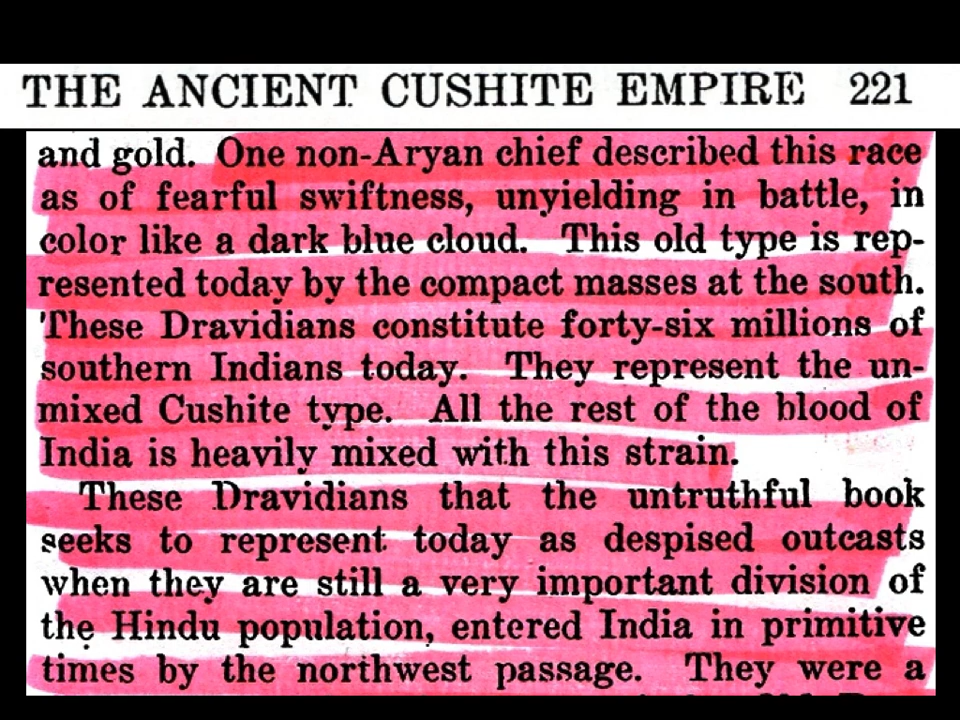 THE ANCIENT CUSHITE EMPIRE 221
and gold. One non-Aryan chief described this race
as of fearful swiftness, unyielding in battle, in
color like a dark blue cloud. This old type is rep-
resented today by the compact masses at the south.
These Dravidians constitute forty-six millions of
southern Indians today. They represent the un-
mixed Cushite type. All the rest of the blood of
India is heavily mixed with this strain.
These Dravidians that the untruthful book
seeks to represent today as despised outcasts
when they are still a very important division of
the Hindu population, entered India in primitive
times by the northwest passage. They were a